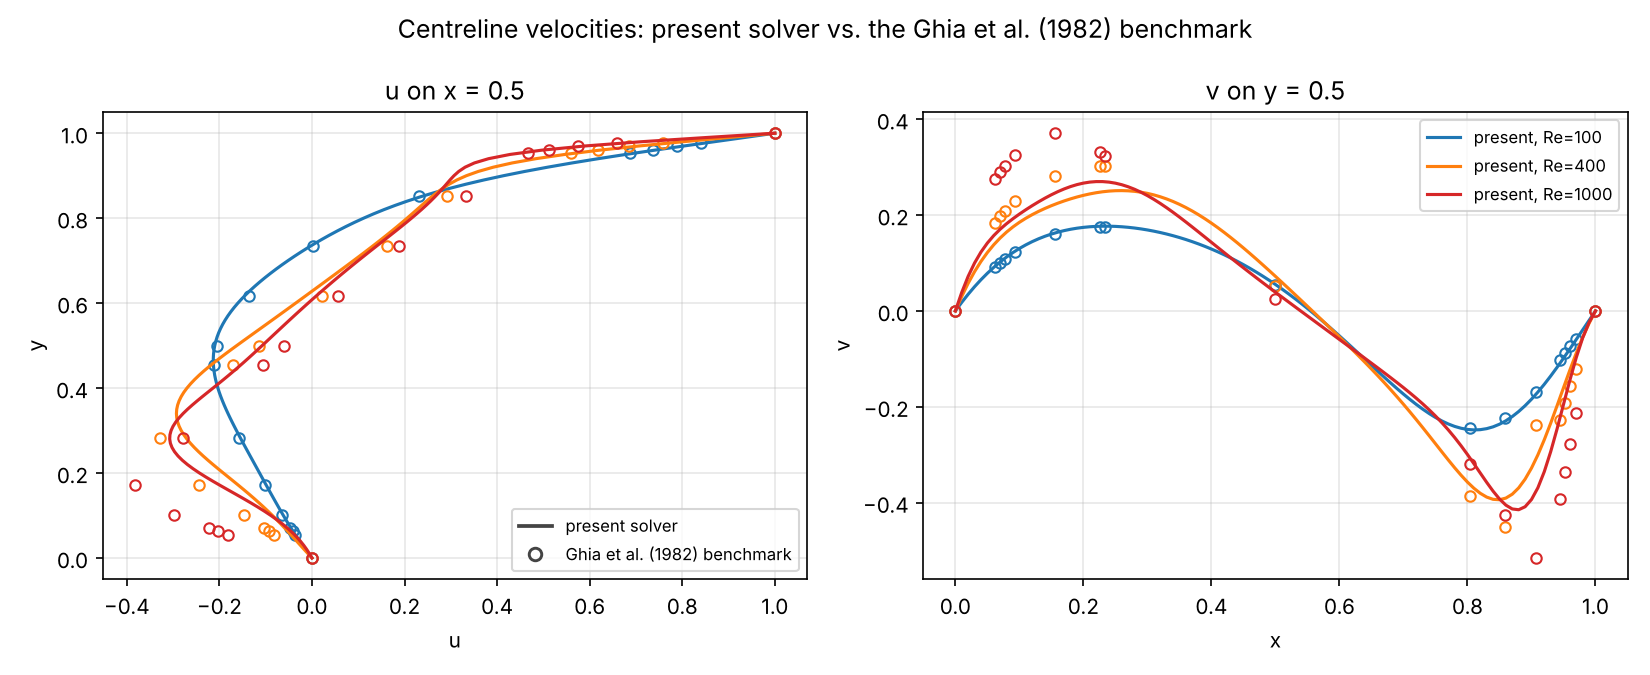 Centreline velocities: present solver vs. the Ghia et al. (1982) benchmark
u on x = 0.5
1.0
0.8
0.6
0.4
0.2
0.0
y
−0.4 −0.2 0.0 0.2 0.4 0.6 0.8 1.0
u
present solver
Ghia et al. (1982) benchmark
v on y = 0.5
0.4
0.2
0.0
−0.2
−0.4
v
0.0 0.2 0.4 0.6 0.8 1.0
x
present, Re=100
present, Re=400
present, Re=1000